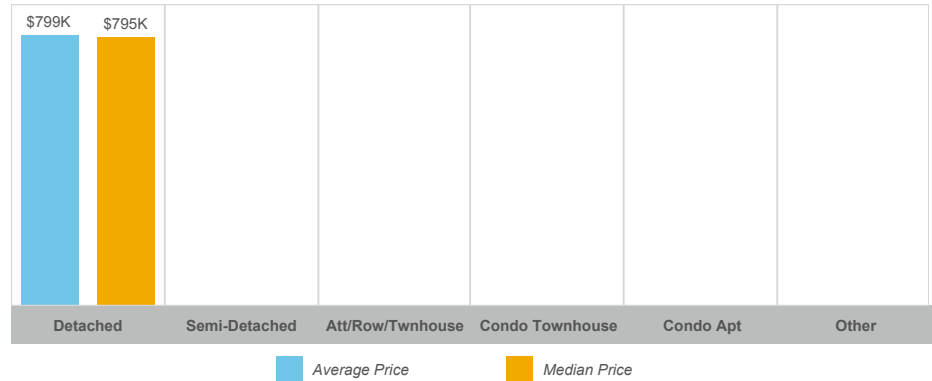 $799K $795K
Detached Semi-Detached Att/Row/Twnhouse Condo Townhouse Condo Apt Other
Average Price Median Price